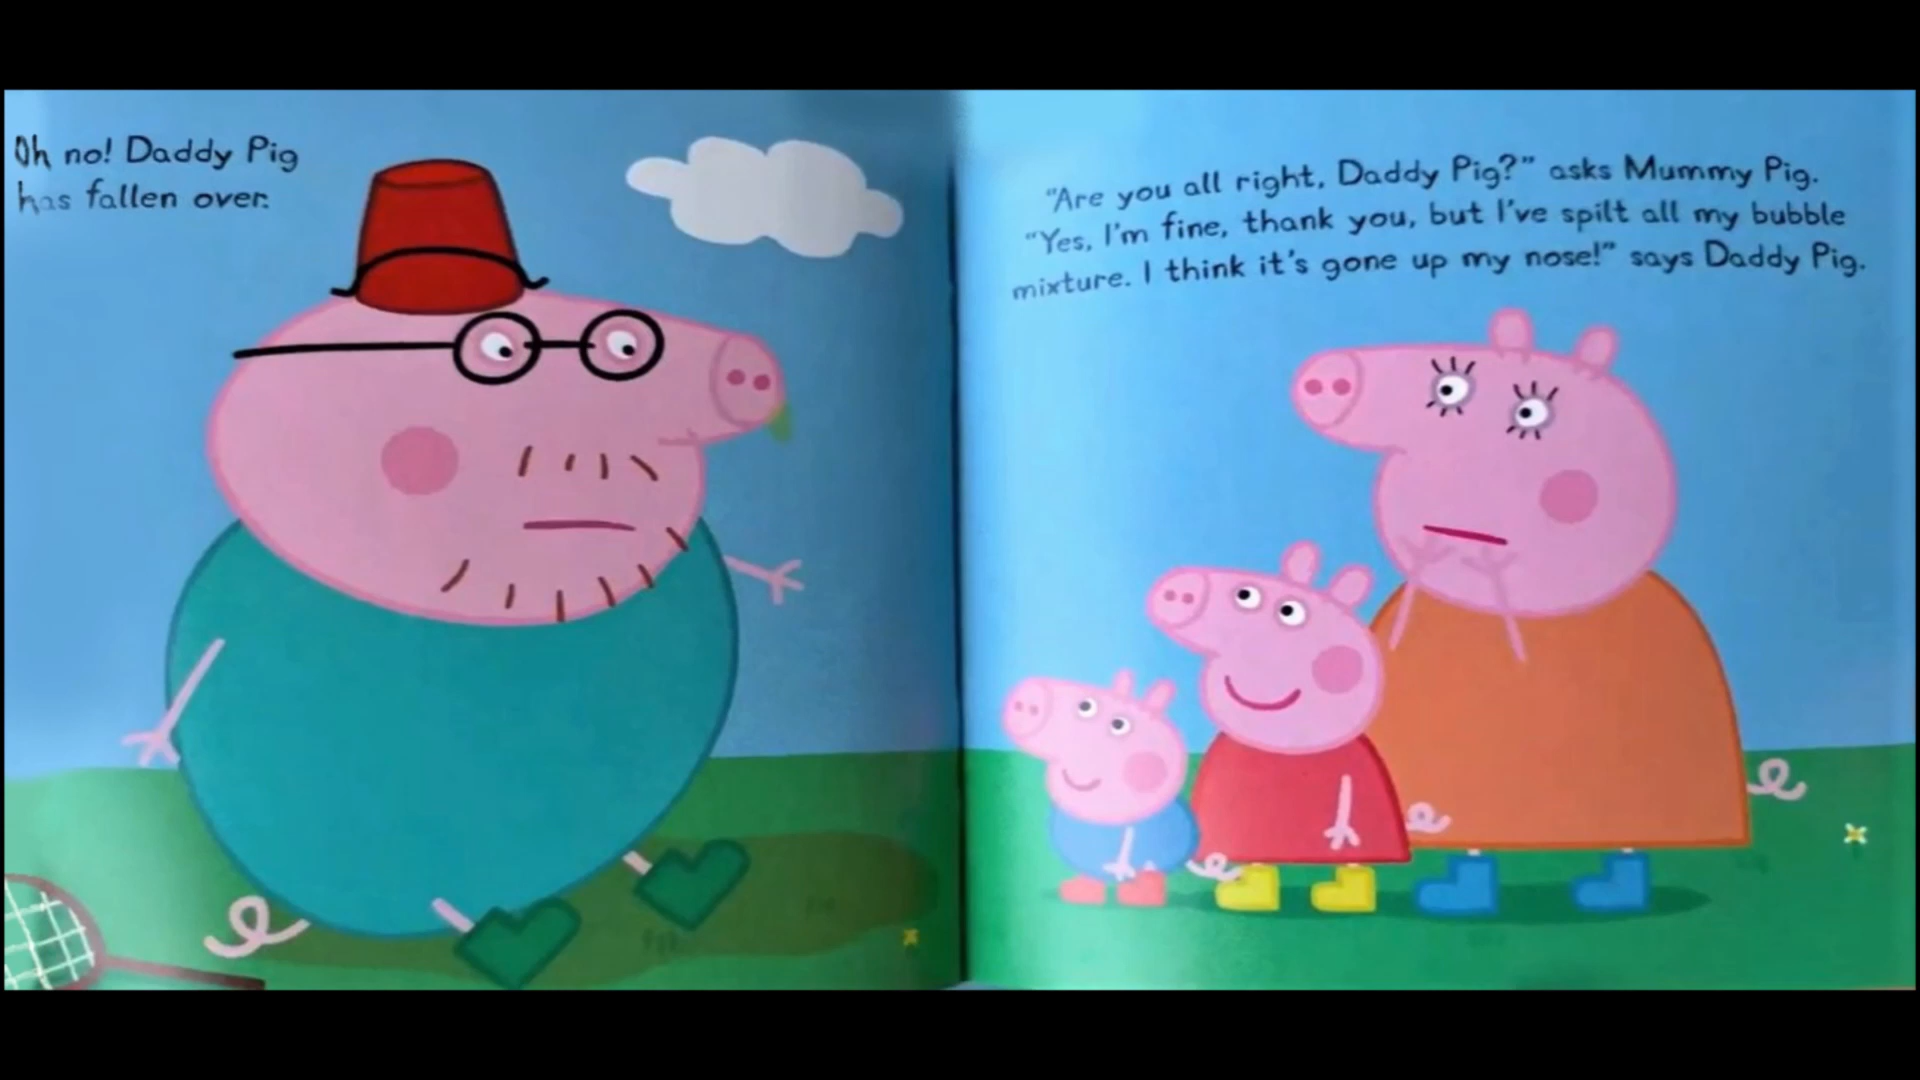 Oh no! Daddy Pig
has fallen over.
"Are you all right, Daddy Pig?" asks Mummy Pig.
"Yes, I'm fine, thank you, but I've spilt all my bubble
mixture. I think it's gone up my nose!" says Daddy Pig.